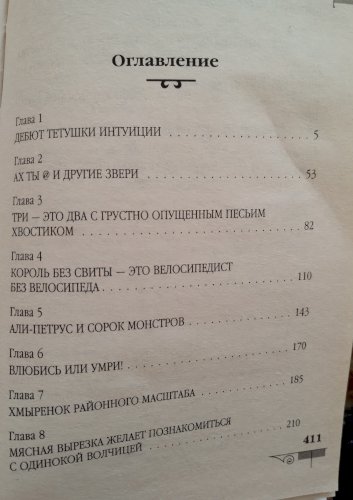 Оглавление
Глава 1
ДЕБЮТ ТЕТУШКИ ИНТУИЦИИ . . . . . . . . . . . . . . . . . 5
Глава 2
АХ ТЫ @ И ДРУГИЕ ЗВЕРИ . . . . . . . . . . . . . . . . . . . 53
Глава 3
ТРИ — ЭТО ДВА С ГРУСТНО ОПУЩЕННЫМ ПЕСЬИМ
ХВОСТИКОМ . . . . . . . . . . . . . . . . . . . . . . . . . . . . 82
Глава 4
КОРОЛЬ БЕЗ СВИТЫ — ЭТО ВЕЛОСИПЕДИСТ
БЕЗ ВЕЛОСИПЕДА . . . . . . . . . . . . . . . . . . . . . . . . 110
Глава 5
АЛИ-ПЕТРУС И СОРОК МОНСТРОВ . . . . . . . . . . . . . 143
Глава 6
ВЛЮБИСЬ ИЛИ УМРИ! . . . . . . . . . . . . . . . . . . . . . 170
Глава 7
ХМЫРЕНОК РАЙОННОГО МАСШТАБА . . . . . . . . . . . . 185
Глава 8
МЯСНАЯ ВЫРЕЗКА ЖЕЛАЕТ ПОЗНАКОМИТЬСЯ
С ОДИНОКОЙ ВОЛЧИЦЕЙ . . . . . . . . . . . . . . . . . . . 210
411